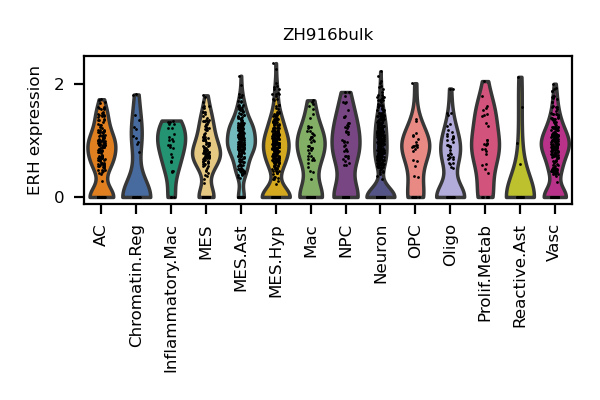 ZH916bulk
ERH expression
2
0
AC
Chromatin.Reg
Inflammatory.Mac
MES
MES.Ast
MES.Hyp
Mac
NPC
Neuron
OPC
Oligo
Prolif.Metab
Reactive.Ast
Vasc